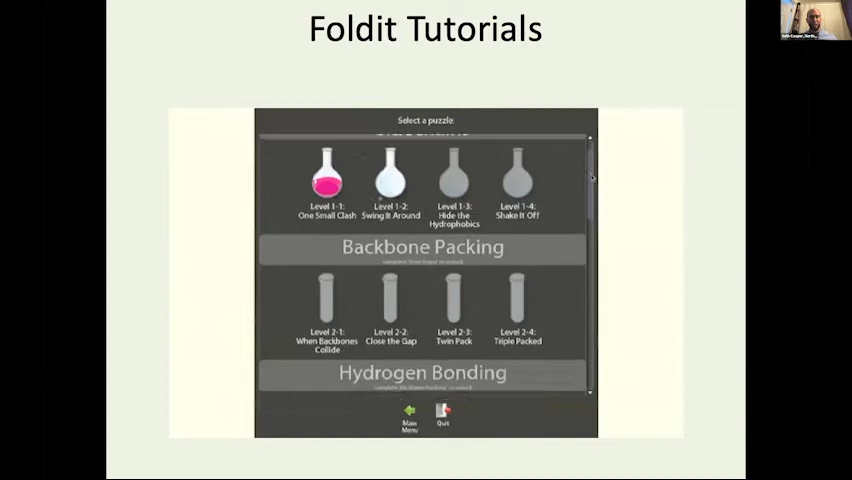 Foldit Tutorials
Select a puzzle:
Level 1-1:
One Small Clash
Level 1-2:
Swing It Around
Level 1-3:
Hide the
Hydrophobics
Level 1-4:
Shake It Off
Backbone Packing
Level 2-1:
When Backbones
Collide
Level 2-2:
Close the Gap
Level 2-3:
Twin Pack
Level 2-4:
Triple Packed
Hydrogen Bonding
Main
Menu
Quit